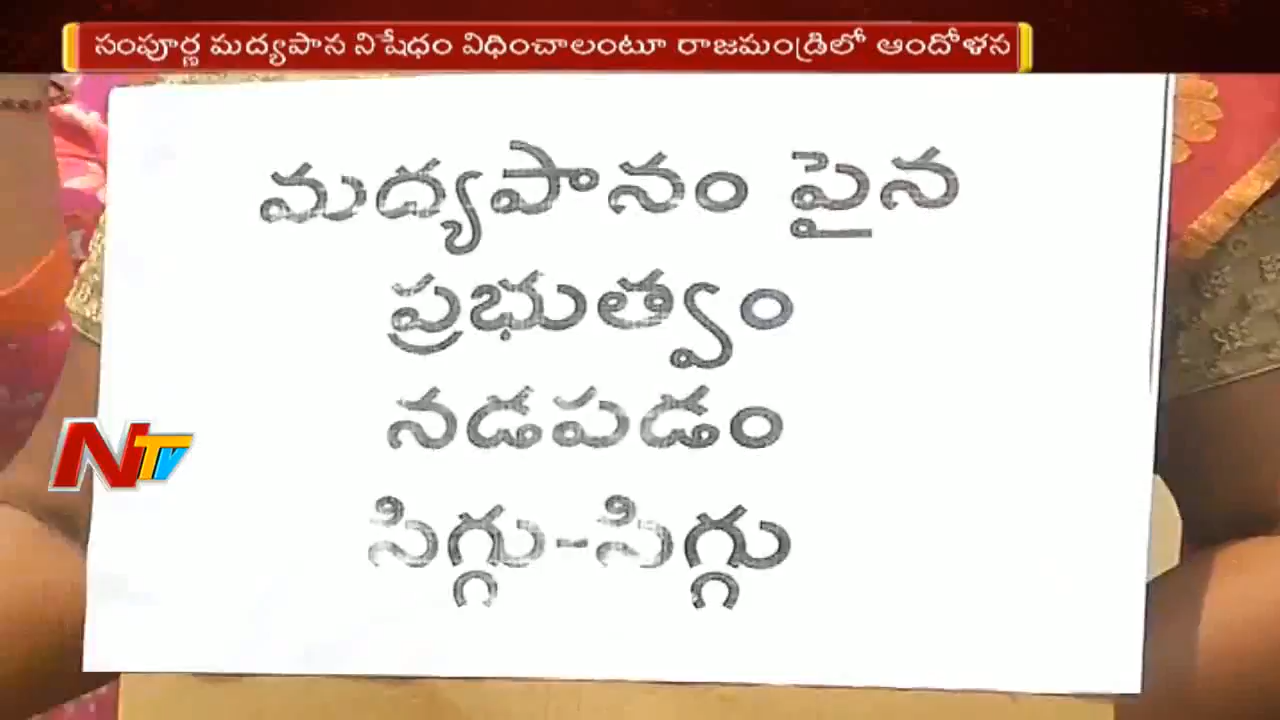 సంపూర్ణ మద్యపాన నిషేధం విధించాలంటూ రాజమండ్రిలో ఆందోళన
మద్యపానం పైన
ప్రభుత్వం
నడపడం
NTV
సిగ్గు-సిగ్గు